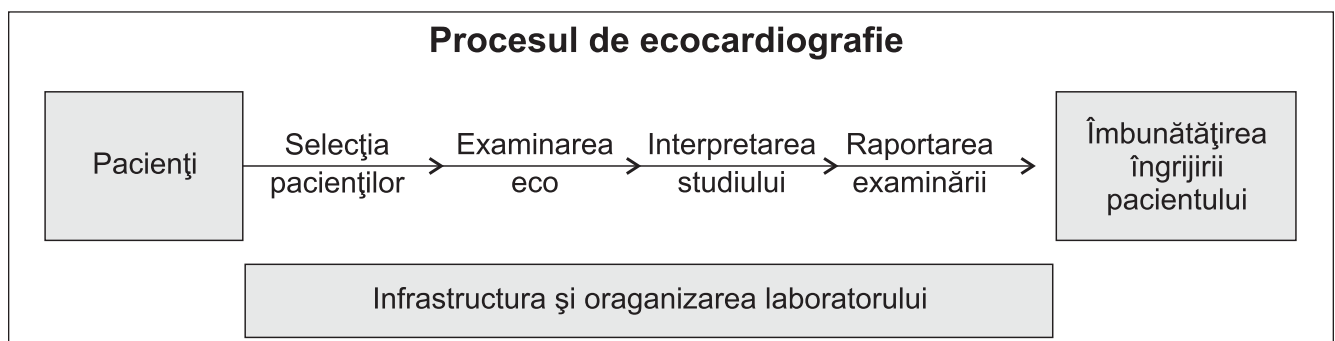 Procesul de ecocardiografie
Pacienţi
Selecţia
pacienţilor
Examinarea
eco
Interpretarea
studiului
Raportarea
examinării
Îmbunătăţirea
îngrijirii
pacientului
Infrastructura şi oraganizarea laboratorului